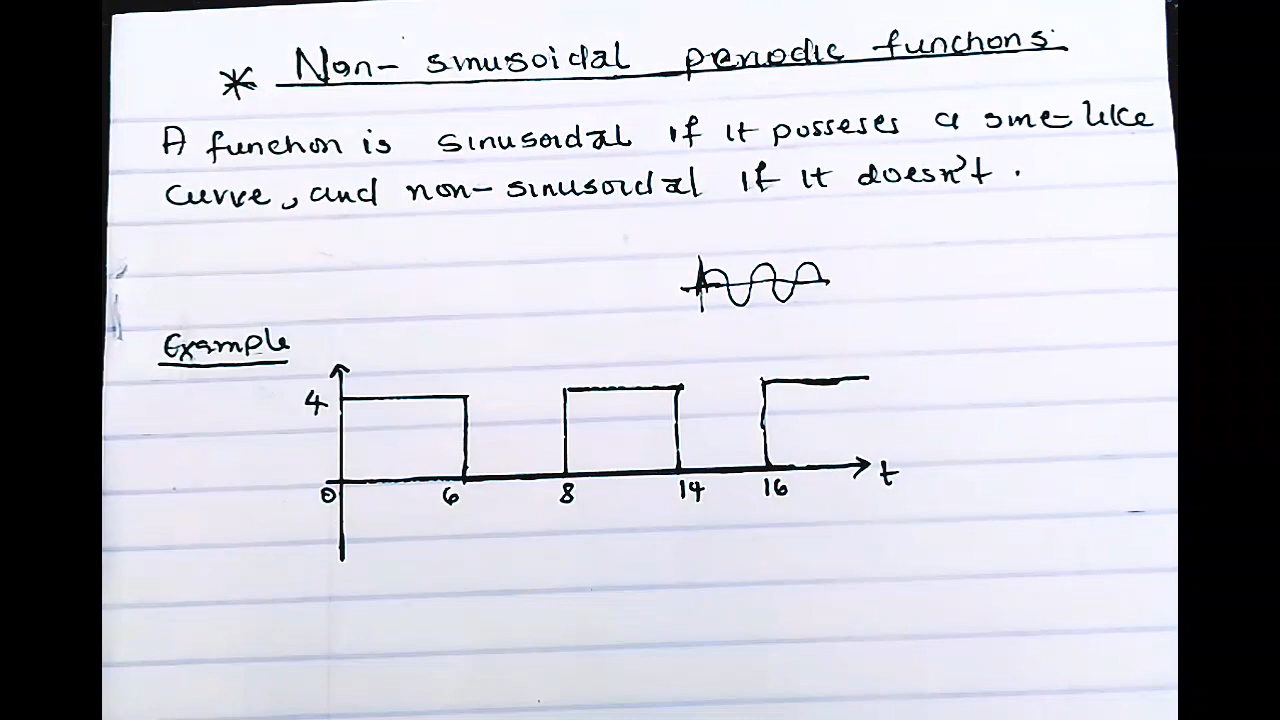 * Non-sinusoidal periodic functions.
A function is sinusoidal if it posseses a sine-like
curve, and non-sinusoidal if it doesn't.
Example
4
0 6 8 14 16 t